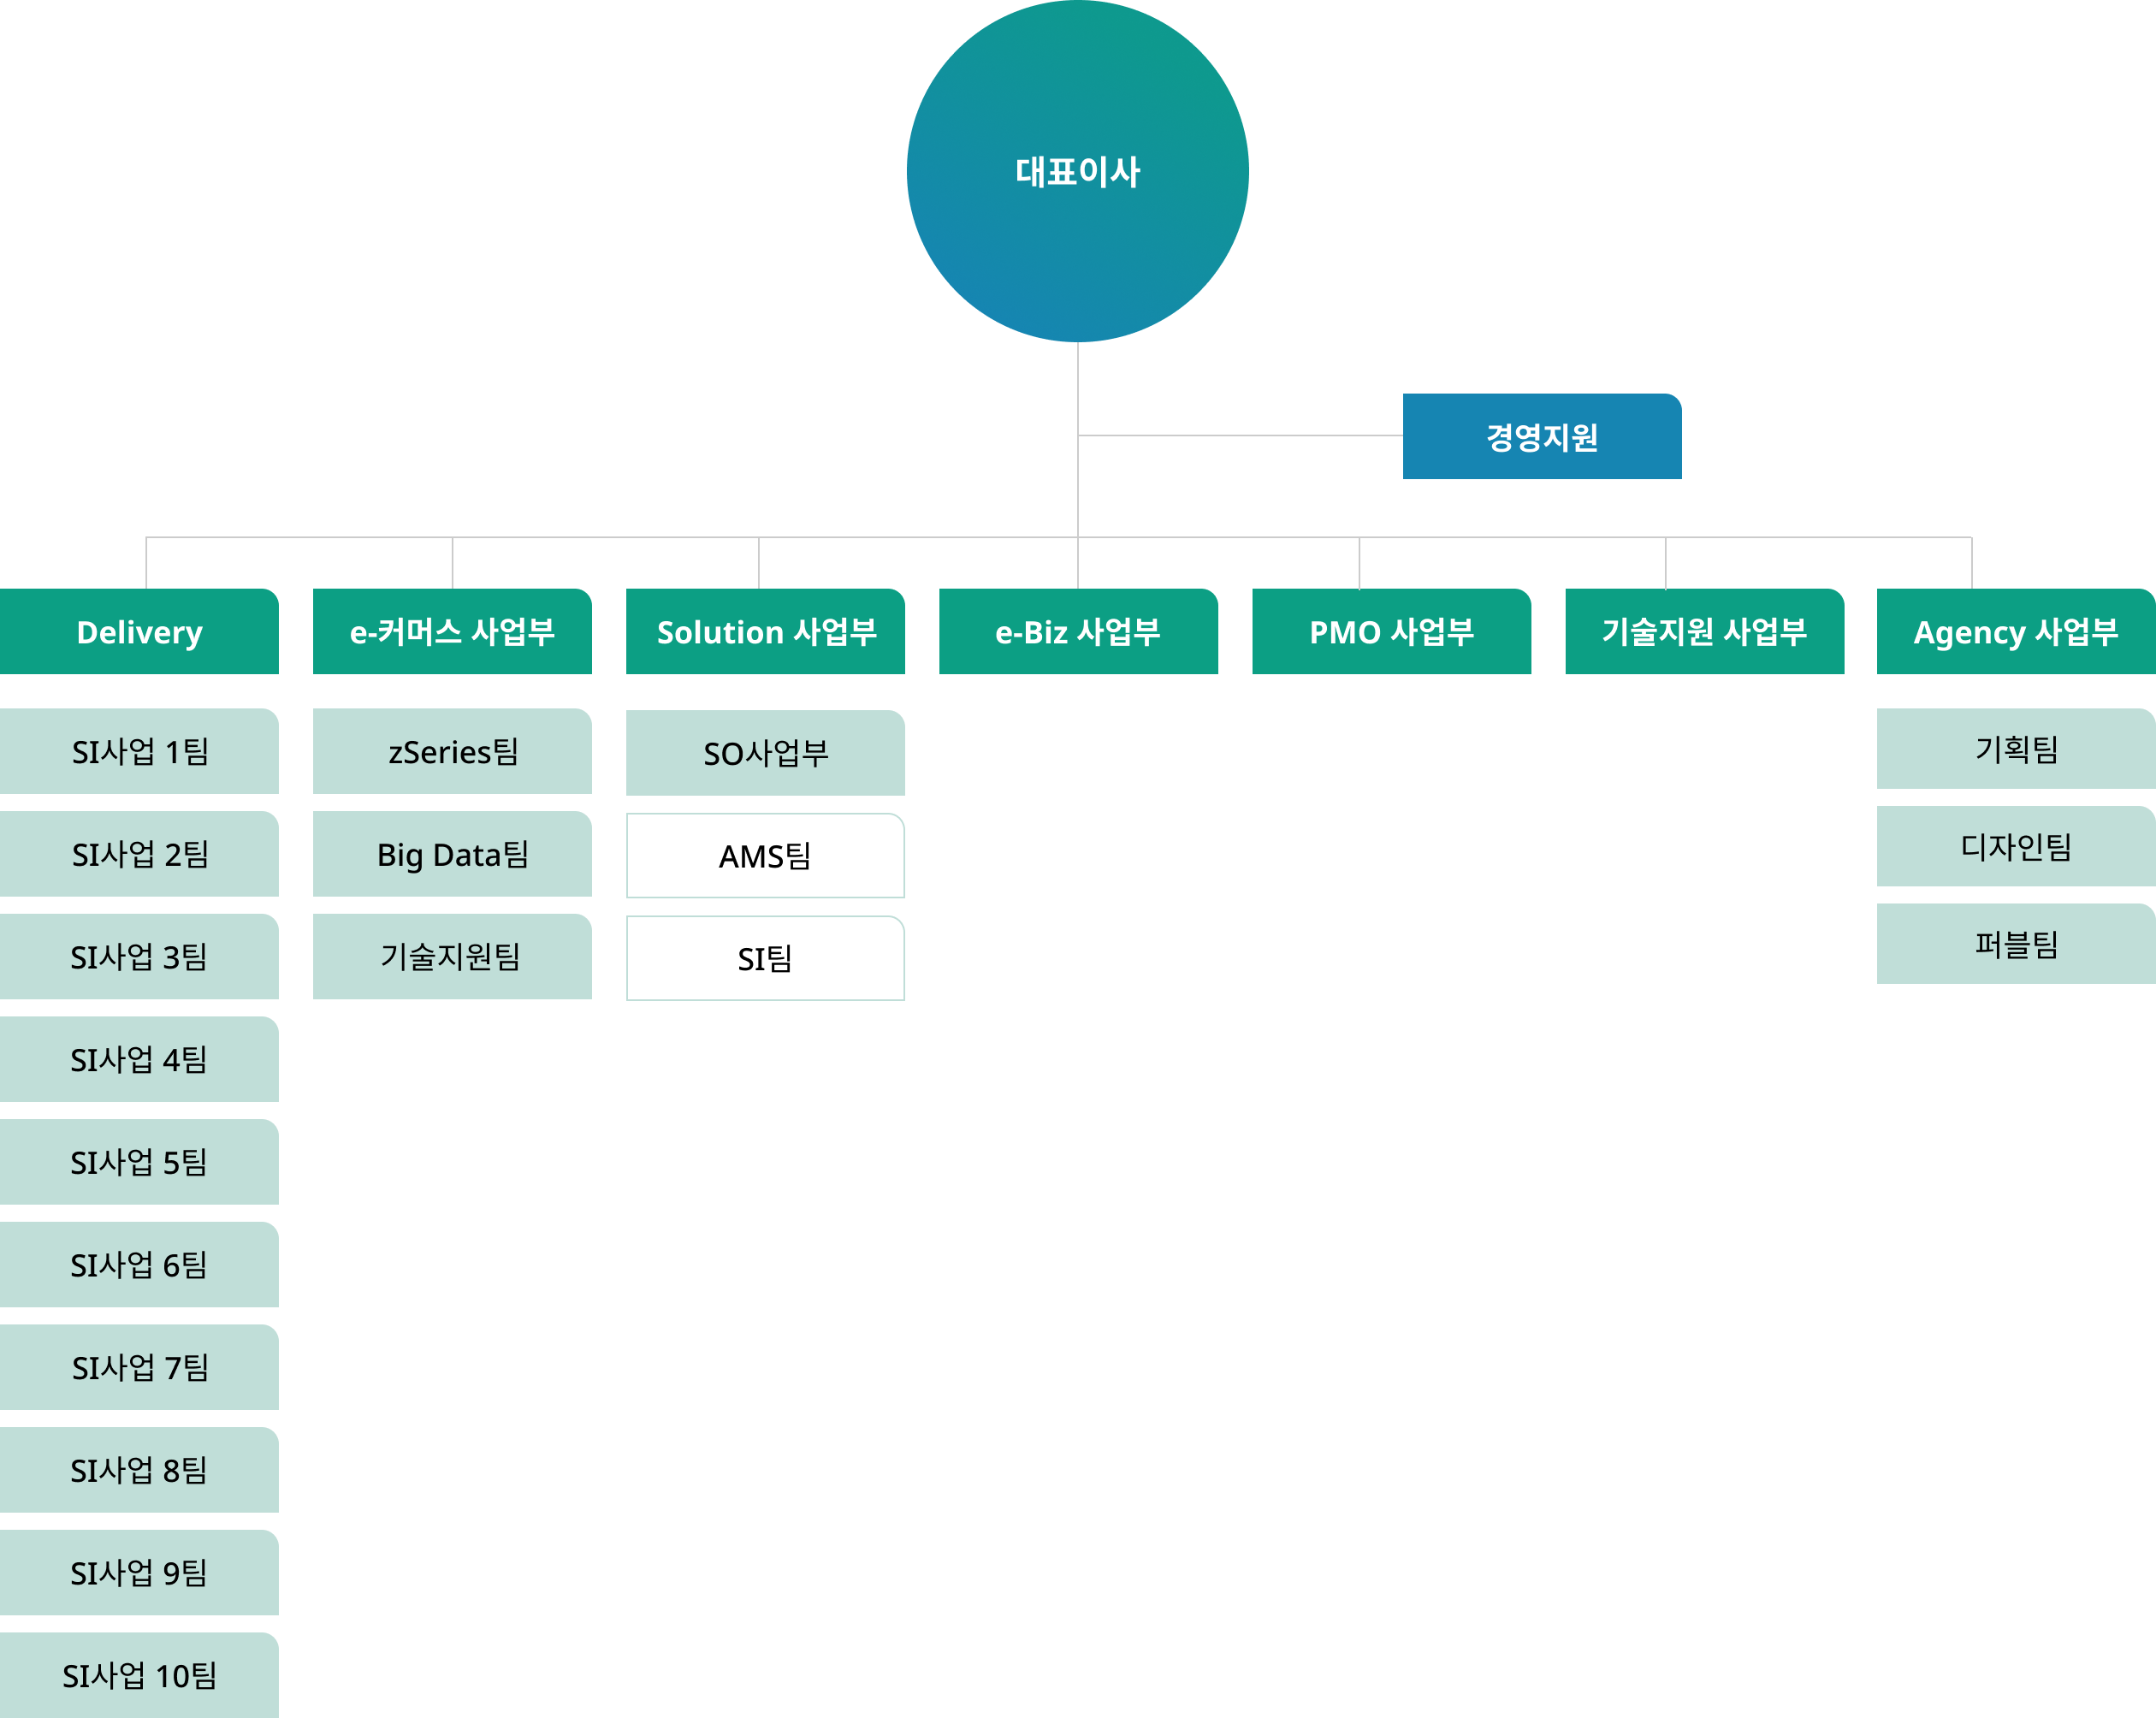 대표이사
경영지원
Delivery
e-커머스 사업부
Solution 사업부
e-Biz 사업부
PMO 사업부
기술지원 사업부
Agency 사업부
SI사업 1팀
SI사업 2팀
SI사업 3팀
SI사업 4팀
SI사업 5팀
SI사업 6팀
SI사업 7팀
SI사업 8팀
SI사업 9팀
SI사업 10팀
zSeries팀
Big Data팀
기술지원팀
SO사업부
AMS팀
SI팀
기획팀
디자인팀
퍼블팀